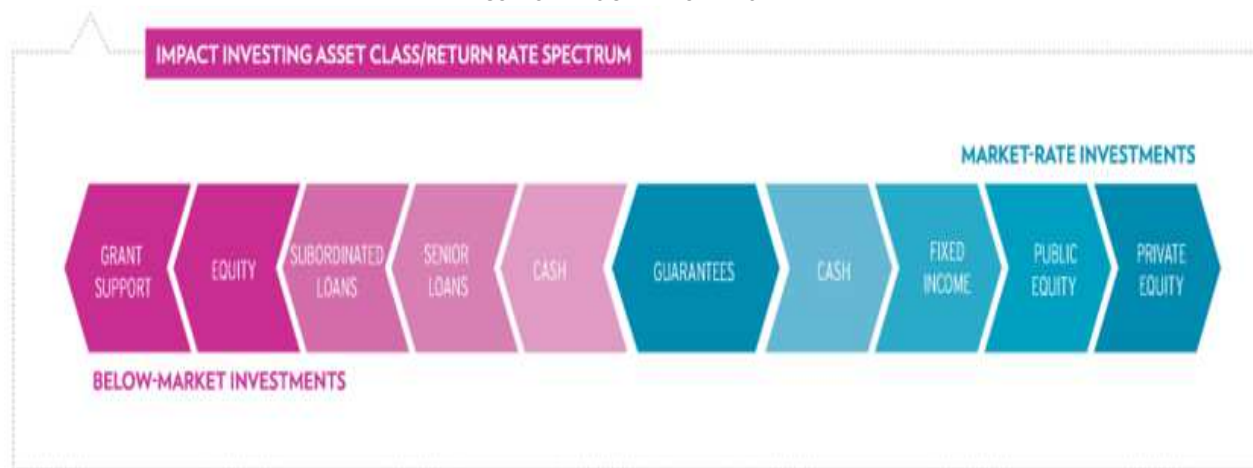 IMPACT INVESTING ASSET CLASS/RETURN RATE SPECTRUM
MARKET-RATE INVESTMENTS
GRANT
SUPPORT
EQUITY
SUBORDINATED
LOANS
SENIOR
LOANS
CASH
GUARANTEES
CASH
FIXED
INCOME
PUBLIC
EQUITY
PRIVATE
EQUITY
BELOW-MARKET INVESTMENTS